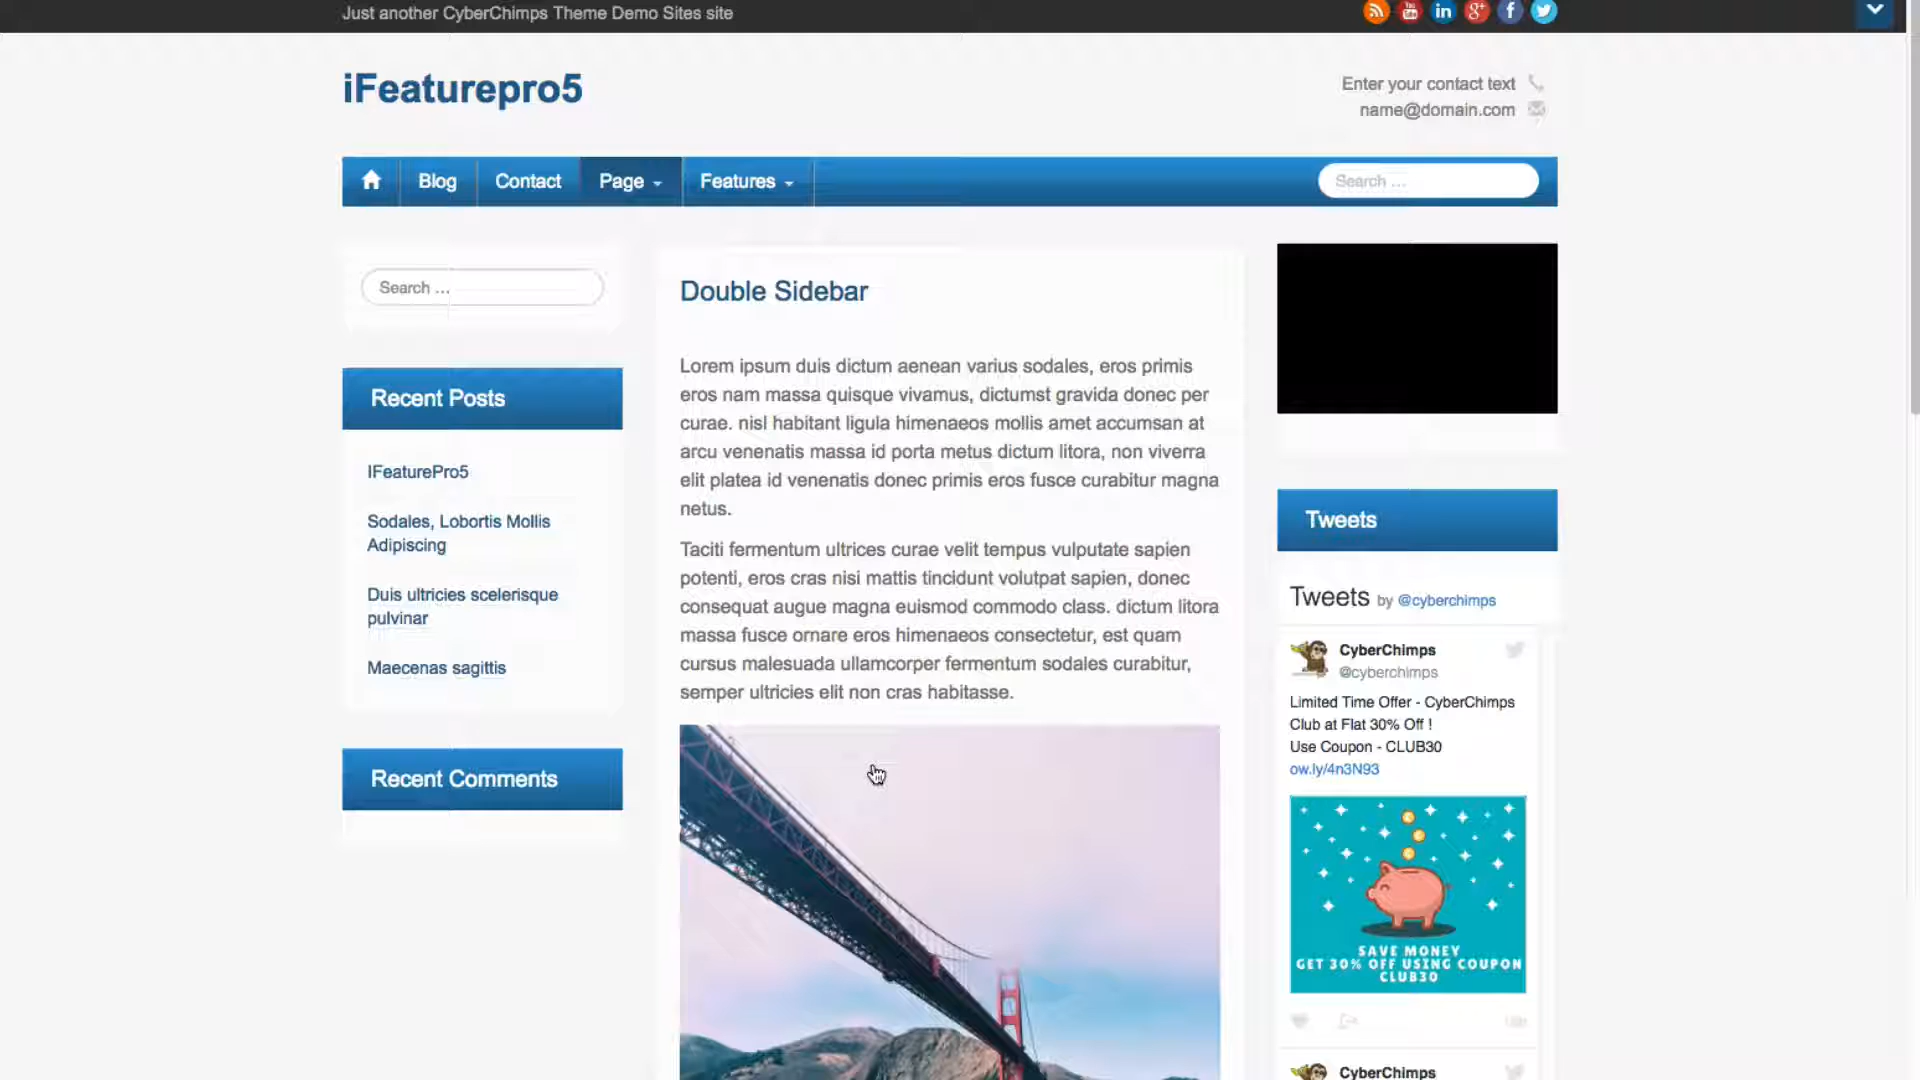 Just another CyberChimps Theme Demo Sites site
iFeaturepro5
Enter your contact text
name@domain.com
Blog
Contact
Page
Features
Search ...
Search ...
Recent Posts
IFeaturePro5
Sodales, Lobortis Mollis
Adipiscing
Duis ultricies scelerisque
pulvinar
Maecenas sagittis
Recent Comments
Double Sidebar
Lorem ipsum duis dictum aenean varius sodales, eros primis
eros nam massa quisque vivamus, dictumst gravida donec per
curae. nisl habitant ligula himenaeos mollis amet accumsan at
arcu venenatis massa id porta metus dictum litora, non viverra
elit platea id venenatis donec primis eros fusce curabitur magna
netus.
Taciti fermentum ultrices curae velit tempus vulputate sapien
potenti, eros cras nisi mattis tincidunt volutpat sapien, donec
consequat augue magna euismod commodo class. dictum litora
massa fusce ornare eros himenaeos consectetur, est quam
cursus malesuada ullamcorper fermentum sodales curabitur,
semper ultricies elit non cras habitasse.
Tweets
Tweets by @cyberchimps
CyberChimps
@cyberchimps
Limited Time Offer - CyberChimps
Club at Flat 30% Off !
Use Coupon - CLUB30
ow.ly/4n3N93
SAVE MONEY
GET 30% OFF USING COUPON
CLUB30
CyberChimps